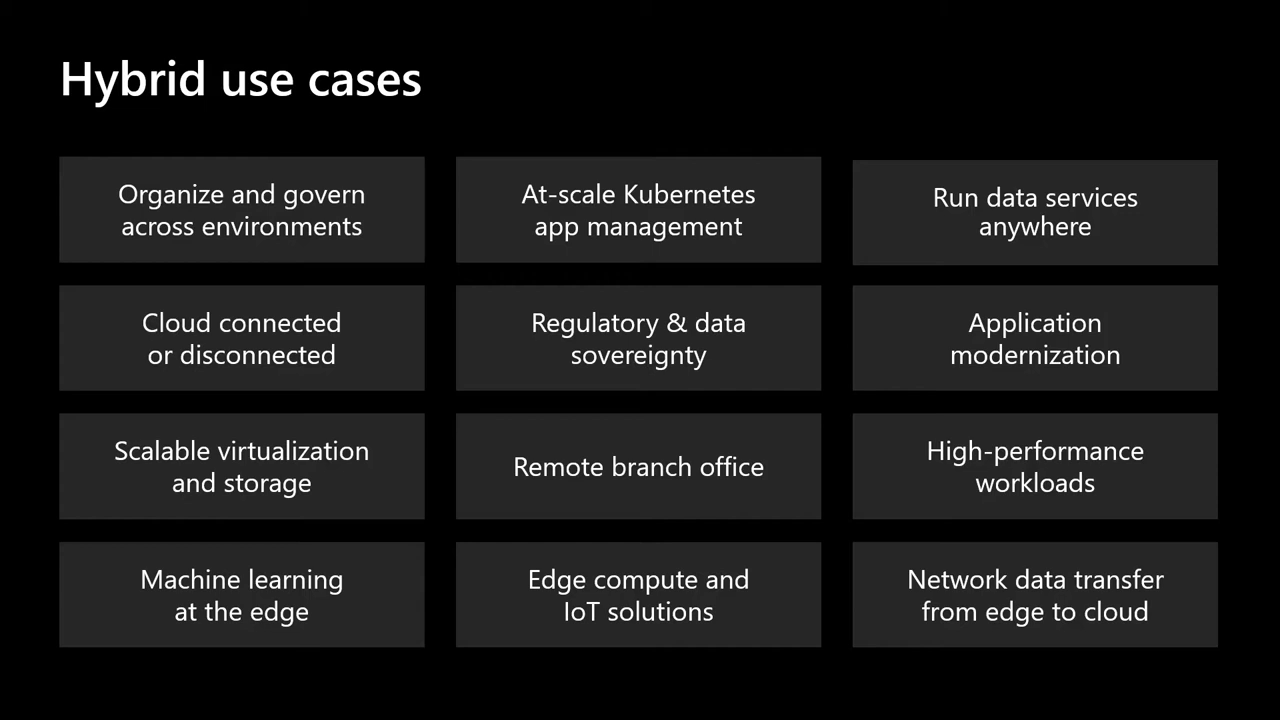 Hybrid use cases
Organize and govern
across environments
At-scale Kubernetes
app management
Run data services
anywhere
Cloud connected
or disconnected
Regulatory & data
sovereignty
Application
modernization
Scalable virtualization
and storage
Remote branch office
High-performance
workloads
Machine learning
at the edge
Edge compute and
IoT solutions
Network data transfer
from edge to cloud